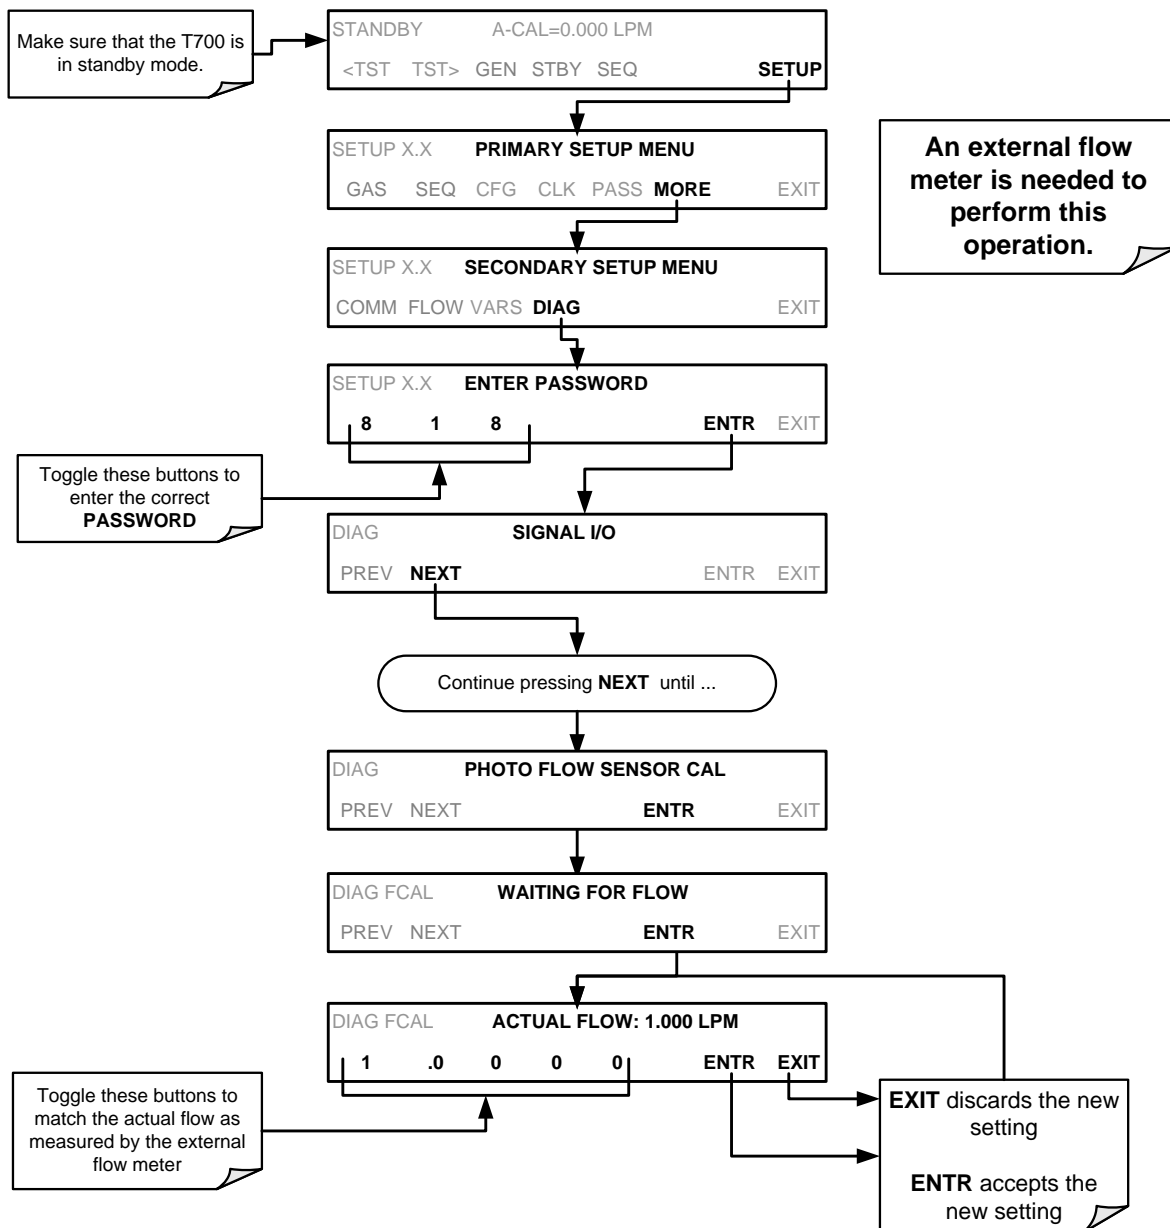 Make sure that the T700 is
in standby mode.
STANDBY A-CAL=0.000 LPM
<TST TST> GEN STBY SEQ SETUP
SETUP X.X PRIMARY SETUP MENU
GAS SEQ CFG CLK PASS MORE EXIT
An external flow
meter is needed to
perform this
operation.
SETUP X.X SECONDARY SETUP MENU
COMM FLOW VARS DIAG EXIT
SETUP X.X ENTER PASSWORD
8 1 8 ENTR EXIT
Toggle these buttons to
enter the correct
PASSWORD
DIAG SIGNAL I/O
PREV NEXT ENTR EXIT
Continue pressing NEXT until ...
DIAG PHOTO FLOW SENSOR CAL
PREV NEXT ENTR EXIT
DIAG FCAL WAITING FOR FLOW
PREV NEXT ENTR EXIT
DIAG FCAL ACTUAL FLOW: 1.000 LPM
1 .0 0 0 0 ENTR EXIT
Toggle these buttons to
match the actual flow as
measured by the external
flow meter
EXIT discards the new
setting
ENTR accepts the
new setting